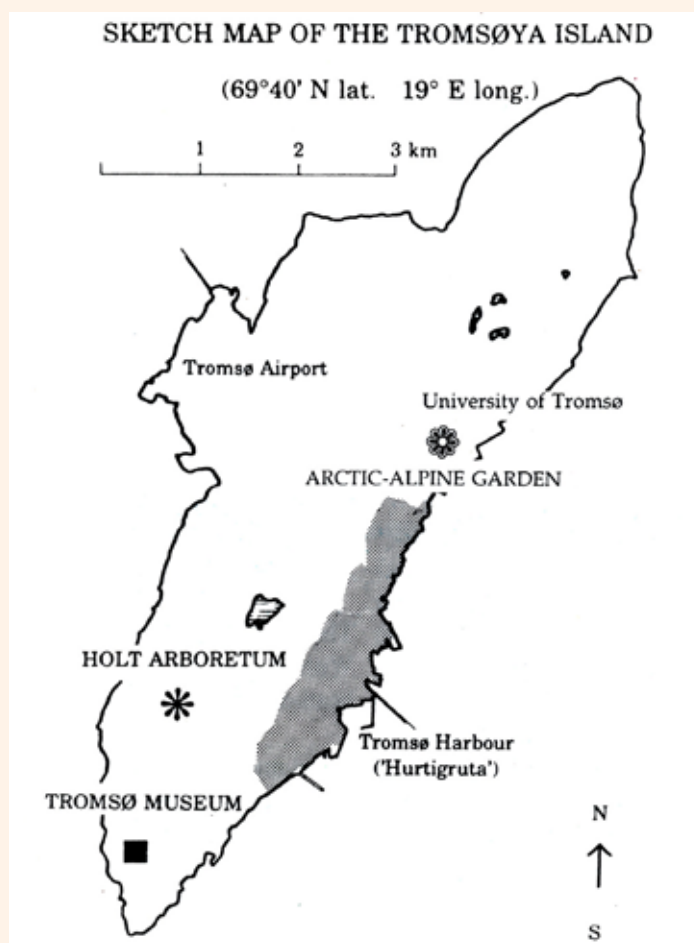 SKETCH MAP OF THE TROMSØYA ISLAND
(69°40' N lat. 19° E long.)
1 2 3 km
Tromsø Airport
University of Tromsø
ARCTIC-ALPINE GARDEN
HOLT ARBORETUM
Tromsø Harbour
('Hurtigruta')
TROMSØ MUSEUM
N
S